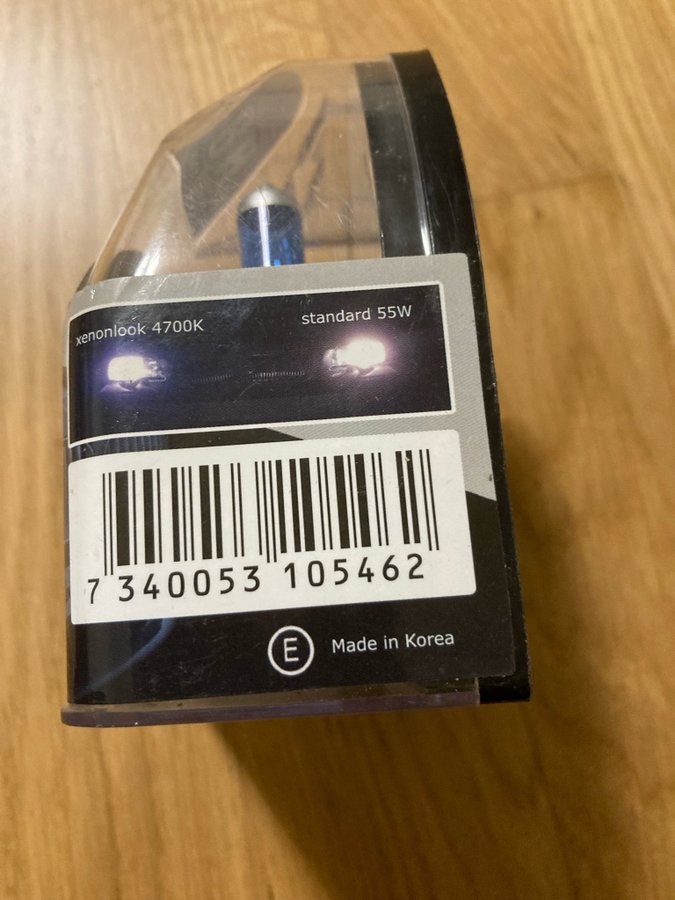 xenonlook 4700K
standard 55W
7 340053 105462
E
Made in Korea